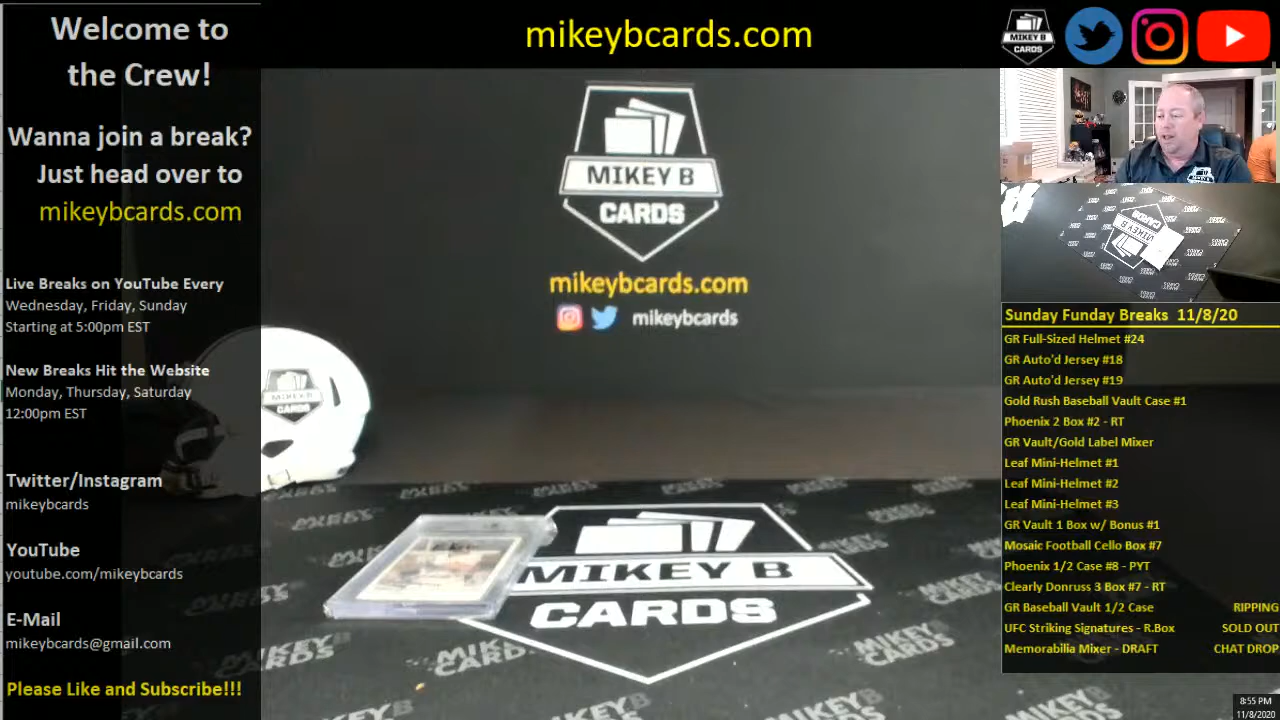 Welcome to
the Crew!
Wanna join a break?
Just head over to
mikeybcards.com
Live Breaks on YouTube Every
Wednesday, Friday, Sunday
Starting at 5:00pm EST
New Breaks Hit the Website
Monday, Thursday, Saturday
12:00pm EST
Twitter/Instagram
mikeybcards
YouTube
youtube.com/mikeybcards
E-Mail
mikeybcards@gmail.com
Please Like and Subscribe!!!
mikeybcards.com
MIKEY B
CARDS
mikeybcards.com
mikeybcards
MIKEY B
CARDS
MIKEY B
CARDS
MIKEY B
CARDS
Sunday Funday Breaks 11/8/20
GR Full-Sized Helmet #24
GR Auto'd Jersey #18
GR Auto'd Jersey #19
Gold Rush Baseball Vault Case #1
Phoenix 2 Box #2 - RT
GR Vault/Gold Label Mixer
Leaf Mini-Helmet #1
Leaf Mini-Helmet #2
Leaf Mini-Helmet #3
GR Vault 1 Box w/ Bonus #1
Mosaic Football Cello Box #7
Phoenix 1/2 Case #8 - PYT
Clearly Donruss 3 Box #7 - RT
GR Baseball Vault 1/2 Case RIPPING
UFC Striking Signatures - R.Box SOLD OUT
Memorabilia Mixer - DRAFT CHAT DROP
8:55 PM
11/8/2020